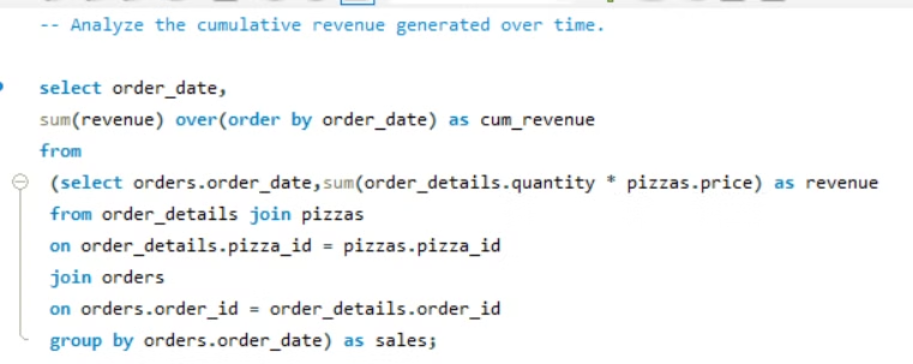 -- Analyze the cumulative revenue generated over time.
select order_date,
sum(revenue) over(order by order_date) as cum_revenue
from
(select orders.order_date,sum(order_details.quantity * pizzas.price) as revenue
from order_details join pizzas
on order_details.pizza_id = pizzas.pizza_id
join orders
on orders.order_id = order_details.order_id
group by orders.order_date) as sales;